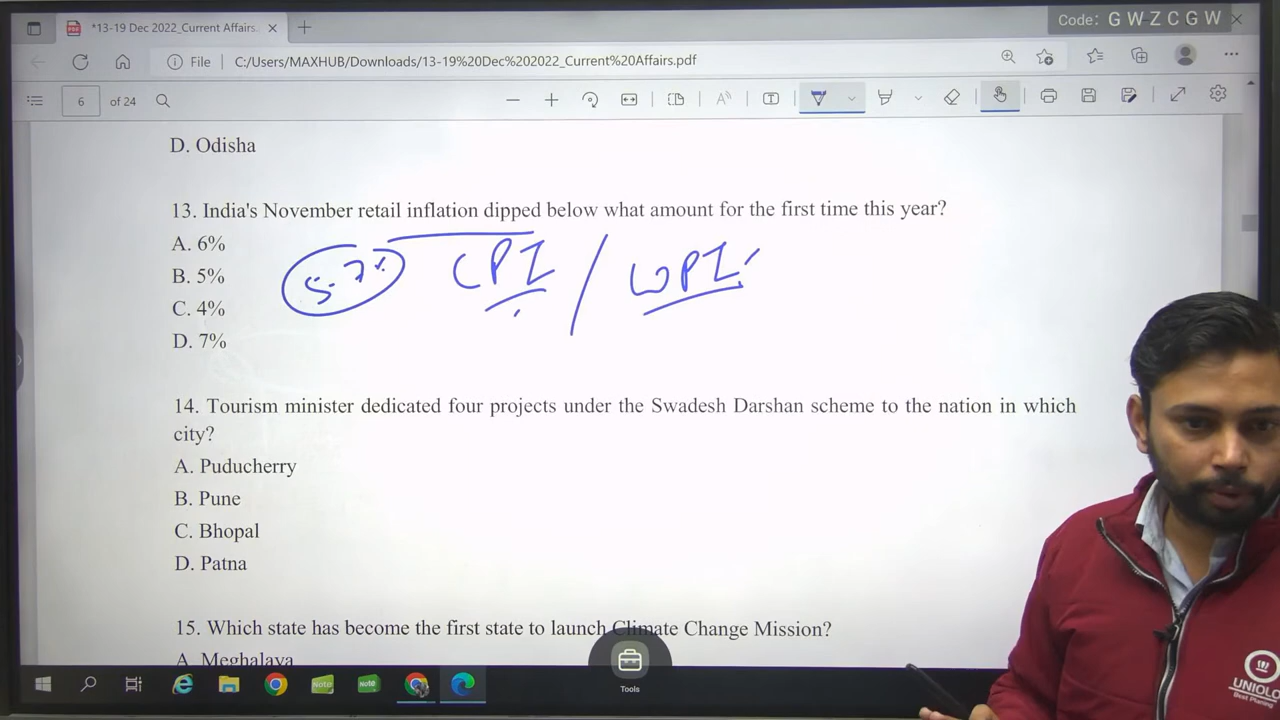 *13-19 Dec 2022_Current Affairs.
Code: G W Z C G W
File C:/Users/MAXHUB/Downloads/13-19%20Dec%202022_Current%20Affairs.pdf
6 of 24
D. Odisha
13. India's November retail inflation dipped below what amount for the first time this year?
A. 6%
B. 5%
C. 4%
D. 7%
5.7% CPI / WPI
14. Tourism minister dedicated four projects under the Swadesh Darshan scheme to the nation in which
city?
A. Puducherry
B. Pune
C. Bhopal
D. Patna
15. Which state has become the first state to launch Climate Change Mission?
A. Meghalaya
Tools
Note
Note
UNIOLO